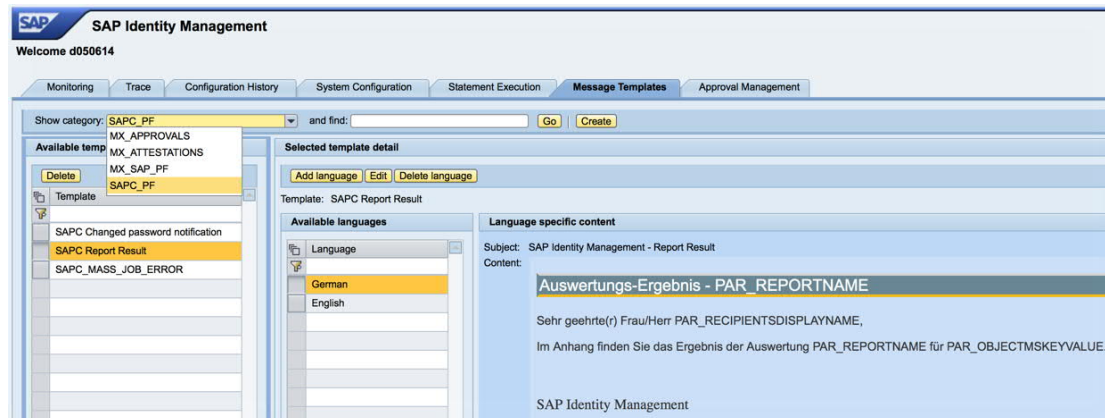 SAP
SAP Identity Management
Welcome d050614
Monitoring Trace Configuration History System Configuration Statement Execution Message Templates Approval Management
Show category: SAPC_PF and find: Go Create
MX_APPROVALS
MX_ATTESTATIONS
MX_SAP_PF
SAPC_PF
Available temp
Delete
Template
SAPC Changed password notification
SAPC Report Result
SAPC_MASS_JOB_ERROR
Selected template detail
Add language Edit Delete language
Template: SAPC Report Result
Available languages
Language
German
English
Language specific content
Subject: SAP Identity Management - Report Result
Content:
Auswertungs-Ergebnis - PAR_REPORTNAME
Sehr geehrte(r) Frau/Herr PAR_RECIPIENTSDISPLAYNAME,
Im Anhang finden Sie das Ergebnis der Auswertung PAR_REPORTNAME für PAR_OBJECTMSKEYVALUE.
SAP Identity Management